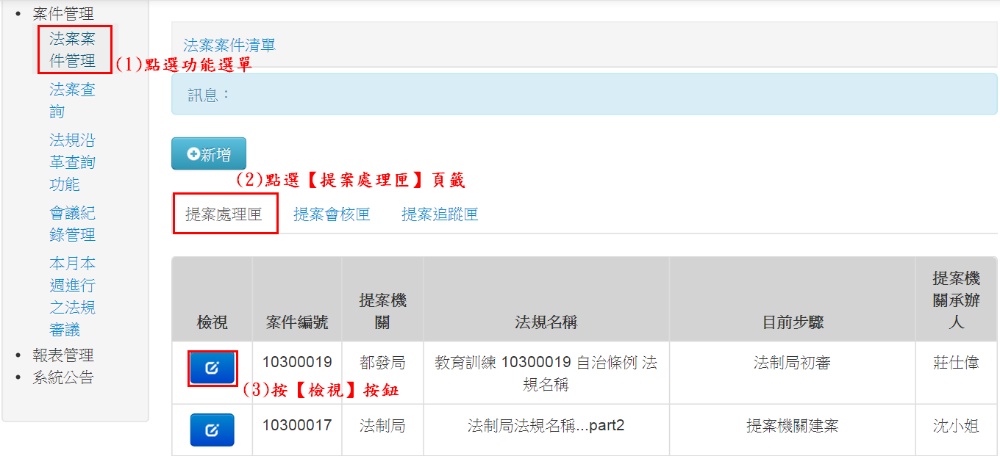 案件管理
法案案
件管理
(1)點選功能選單
法案查
詢
法規沿
革查詢
功能
會議紀
錄管理
本月本
週進行
之法規
審議
報表管理
系統公告
法案案件清單
訊息：
新增
(2)點選【提案處理匣】頁籤
提案處理匣 提案會核匣 提案追蹤匣
檢視 案件編號 提案機關 法規名稱 目前步驟 提案機關承辦人
10300019 都發局 教育訓練 10300019 自治條例 法規名稱 法制局初審 莊仕偉
(3)按【檢視】按鈕
10300017 法制局 法制局法規名稱...part2 提案機關建案 沈小姐